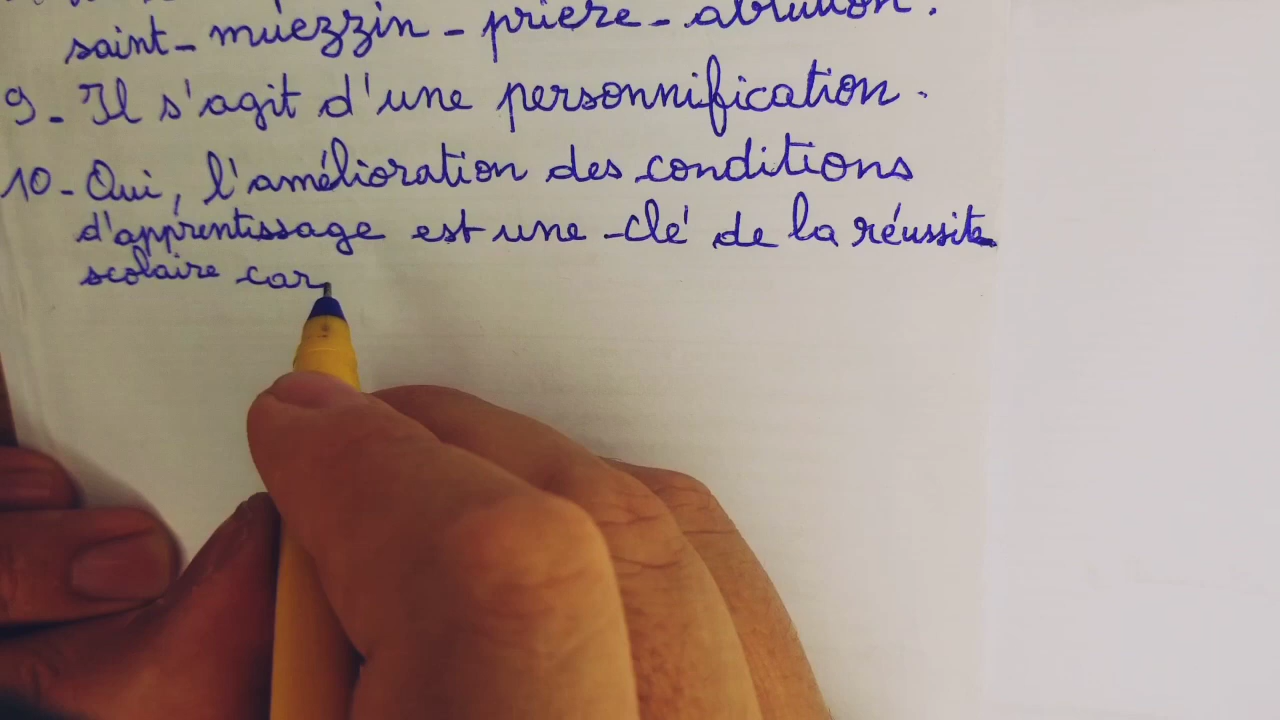 saint - muezzin - prière - ablution.
9 - Il s'agit d'une personnification.
10 - Oui, l'amélioration des conditions
d'apprentissage est une clé de la réussite
scolaire car